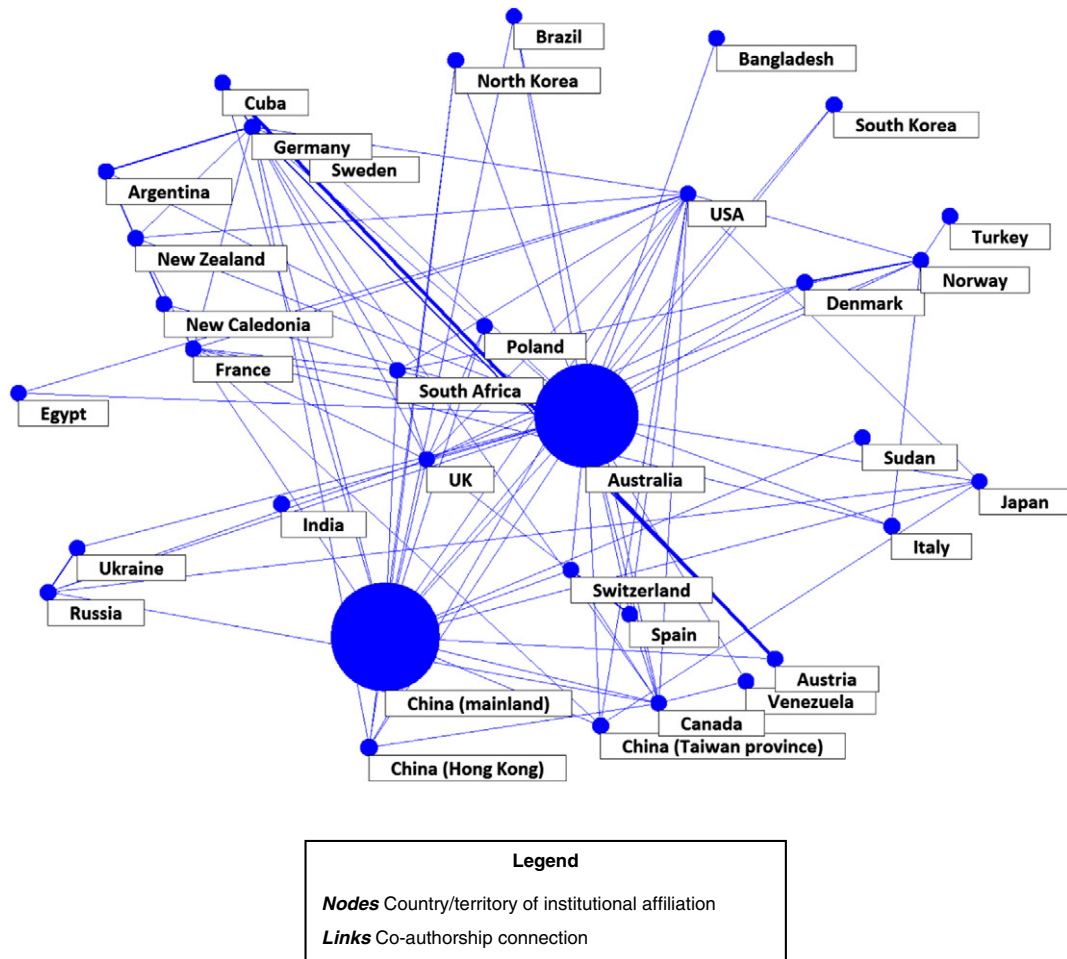 Brazil
Bangladesh
North Korea
Cuba
South Korea
Germany
Sweden
Argentina
USA
Turkey
New Zealand
Norway
Denmark
New Caledonia
Poland
France
South Africa
Egypt
Sudan
UK
Australia
Japan
India
Italy
Ukraine
Switzerland
Russia
Spain
Austria
China (mainland)
Venezuela
Canada
China (Taiwan province)
China (Hong Kong)
Legend
Nodes Country/territory of institutional affiliation
Links Co-authorship connection